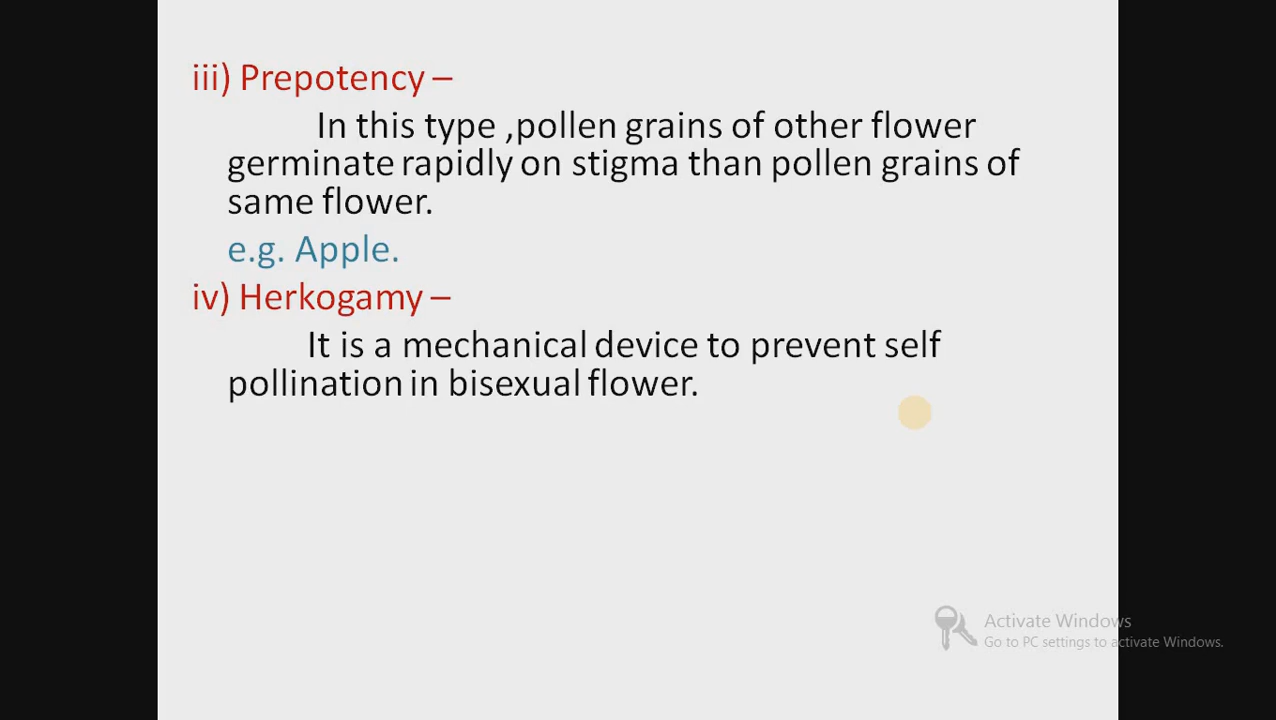 iii) Prepotency –
In this type ,pollen grains of other flower
germinate rapidly on stigma than pollen grains of
same flower.
e.g. Apple.
iv) Herkogamy –
It is a mechanical device to prevent self
pollination in bisexual flower.
Activate Windows
Go to PC settings to activate Windows.